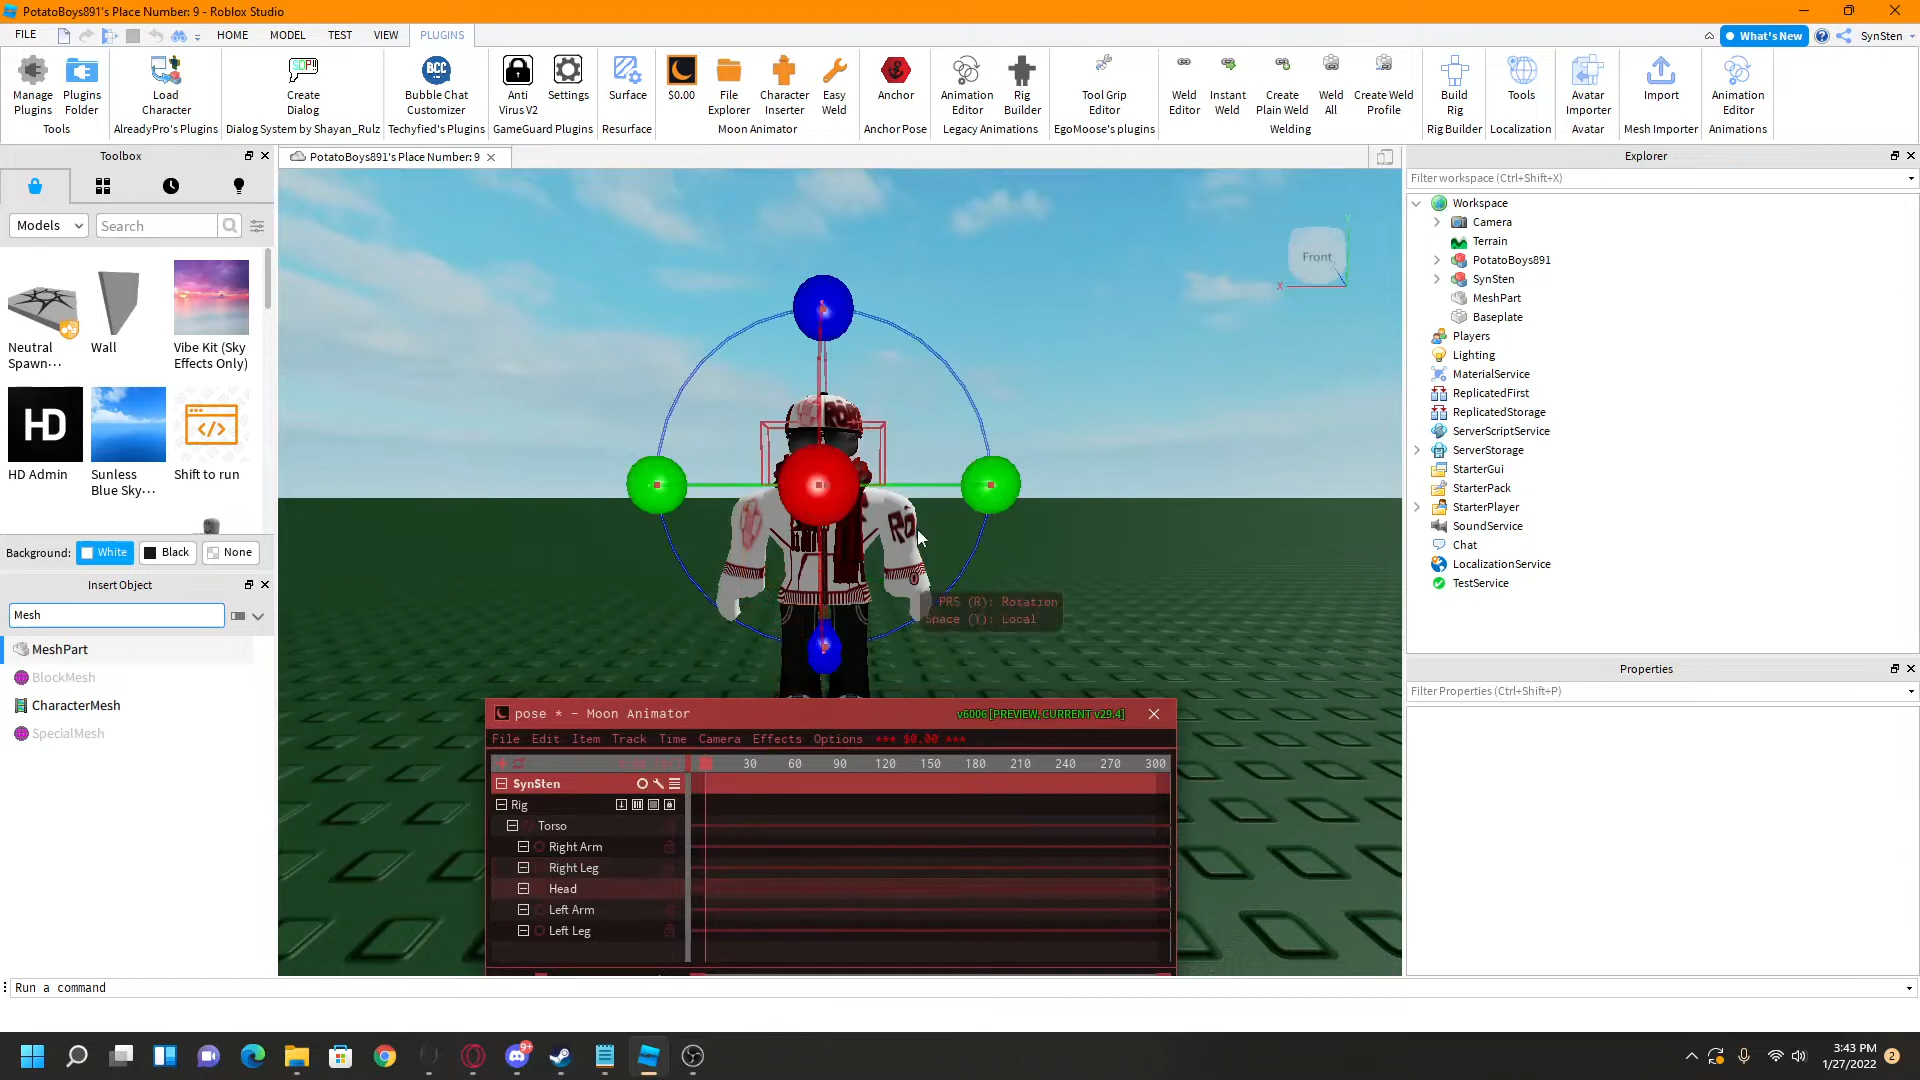 PotatoBoys891's Place Number: 9 - Roblox Studio
FILE HOME MODEL TEST VIEW PLUGINS What's New SynSten
Manage Plugins
Plugins Folder
Tools
Load Character
AlreadyPro's Plugins
SOP!!
Create Dialog
Dialog System by Shayan_Rulz
BCC
Bubble Chat Customizer
Techyfied's Plugins
Anti Virus V2
Settings
GameGuard Plugins
Surface
Resurface
$0.00
File Explorer
Character Inserter
Easy Weld
Moon Animator
Anchor
Anchor Pose
Animation Editor
Rig Builder
Legacy Animations
Tool Grip Editor
EgoMoose's plugins
Weld Editor
Instant Weld
Create Plain Weld
Weld All
Create Weld Profile
Welding
Build Rig
Rig Builder
Tools
Localization
Avatar Importer
Avatar
Import
Mesh Importer
Animation Editor
Animations
Toolbox
Models Search
Neutral Spawn...
Wall
Vibe Kit (Sky Effects Only)
HD
HD Admin
Sunless Blue Sky...
Shift to run
Background: White Black None
Insert Object
Mesh
MeshPart
BlockMesh
CharacterMesh
SpecialMesh
PotatoBoys891's Place Number: 9
Front
Y
X
PRS (R): Rotation
Space (Y): Local
pose * - Moon Animator v6006 [PREVIEW, CURRENT v29.4]
File Edit Item Track Time Camera Effects Options *** $0.00 ***
30 60 90 120 150 180 210 240 270 300
SynSten
Rig
Torso
Right Arm
Right Leg
Head
Left Arm
Left Leg
Explorer
Filter workspace (Ctrl+Shift+X)
Workspace
Camera
Terrain
PotatoBoys891
SynSten
MeshPart
Baseplate
Players
Lighting
MaterialService
ReplicatedFirst
ReplicatedStorage
ServerScriptService
ServerStorage
StarterGui
StarterPack
StarterPlayer
SoundService
Chat
LocalizationService
TestService
Properties
Filter Properties (Ctrl+Shift+P)
Run a command
9+
3:43 PM
1/27/2022
2